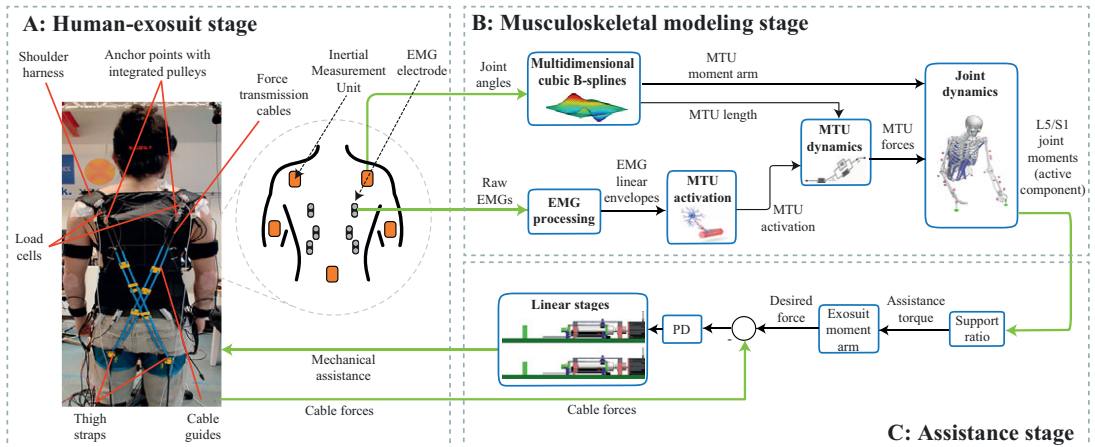 A: Human-exosuit stage
Shoulder
harness
Anchor points with
integrated pulleys
Force
transmission
cables
Inertial
Measurement
Unit
EMG
electrode
Load
cells
Thigh
straps
Cable
guides
Mechanical
assistance
Cable forces
B: Musculoskeletal modeling stage
Joint
angles
Multidimensional
cubic B-splines
MTU
moment arm
MTU length
Raw
EMGs
EMG
processing
EMG
linear
envelopes
MTU
activation
MTU
activation
MTU
dynamics
MTU
forces
Joint
dynamics
L5/S1
joint
moments
(active
component)
Linear stages
PD
-
Desired
force
Exosuit
moment
arm
Assistance
torque
Support
ratio
Cable forces
C: Assistance stage